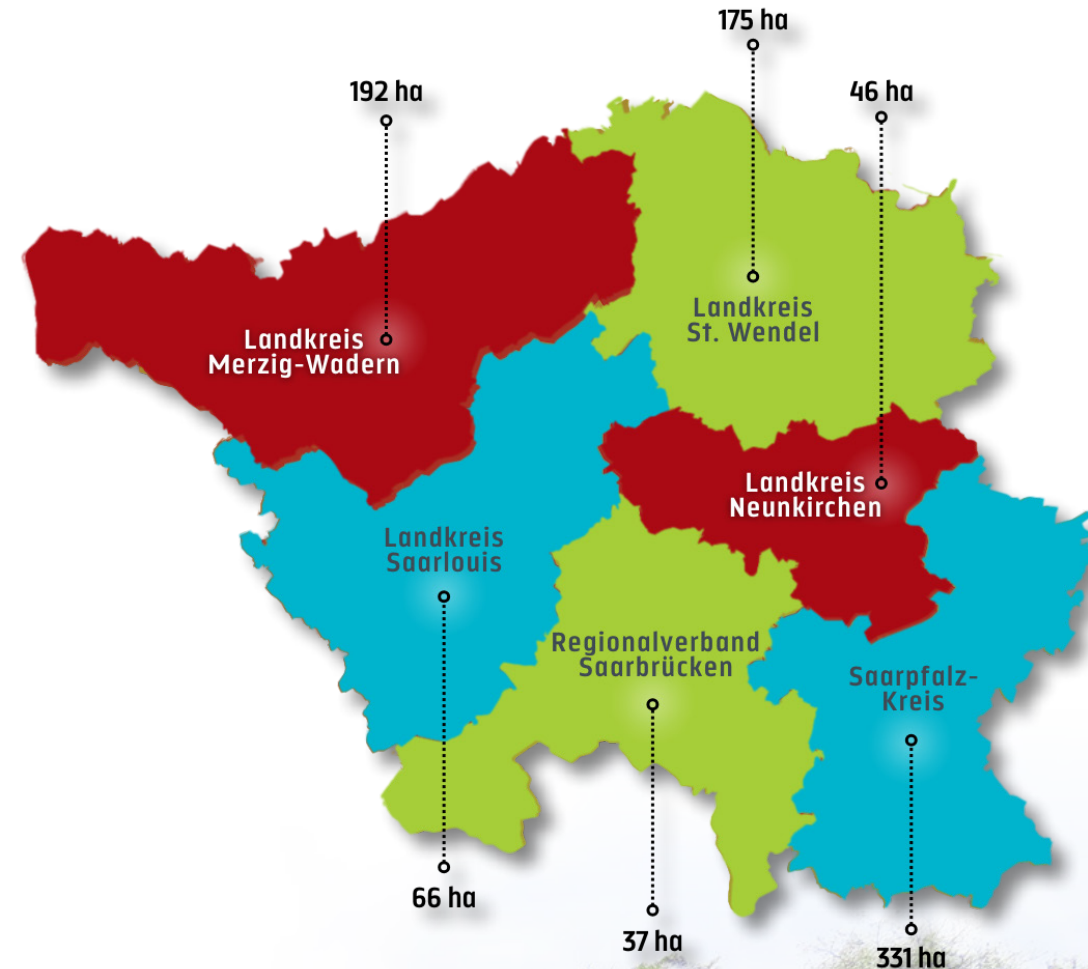 175 ha
192 ha
46 ha
Landkreis
St. Wendel
Landkreis
Merzig-Wadern
Landkreis
Neunkirchen
Landkreis
Saarlouis
Regionalverband
Saarbrücken
Saarpfalz-
Kreis
66 ha
37 ha
331 ha